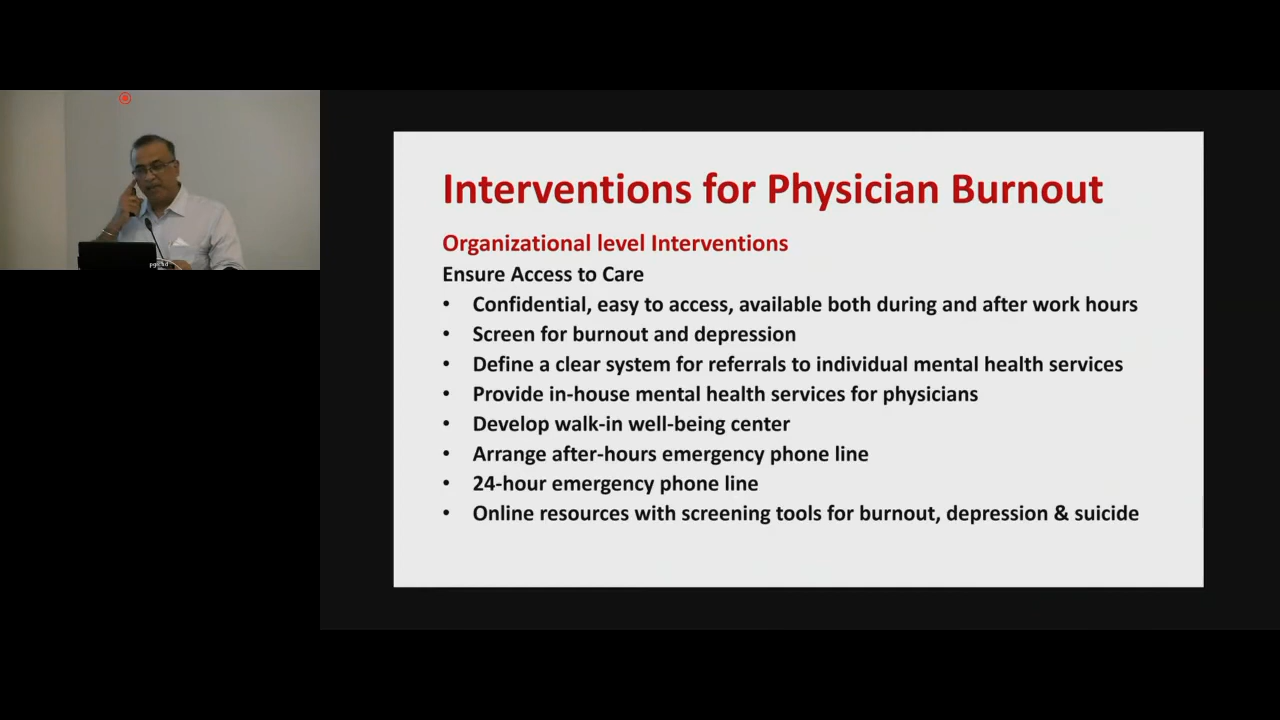 Interventions for Physician Burnout
Organizational level Interventions
Ensure Access to Care
• Confidential, easy to access, available both during and after work hours
• Screen for burnout and depression
• Define a clear system for referrals to individual mental health services
• Provide in-house mental health services for physicians
• Develop walk-in well-being center
• Arrange after-hours emergency phone line
• 24-hour emergency phone line
• Online resources with screening tools for burnout, depression & suicide